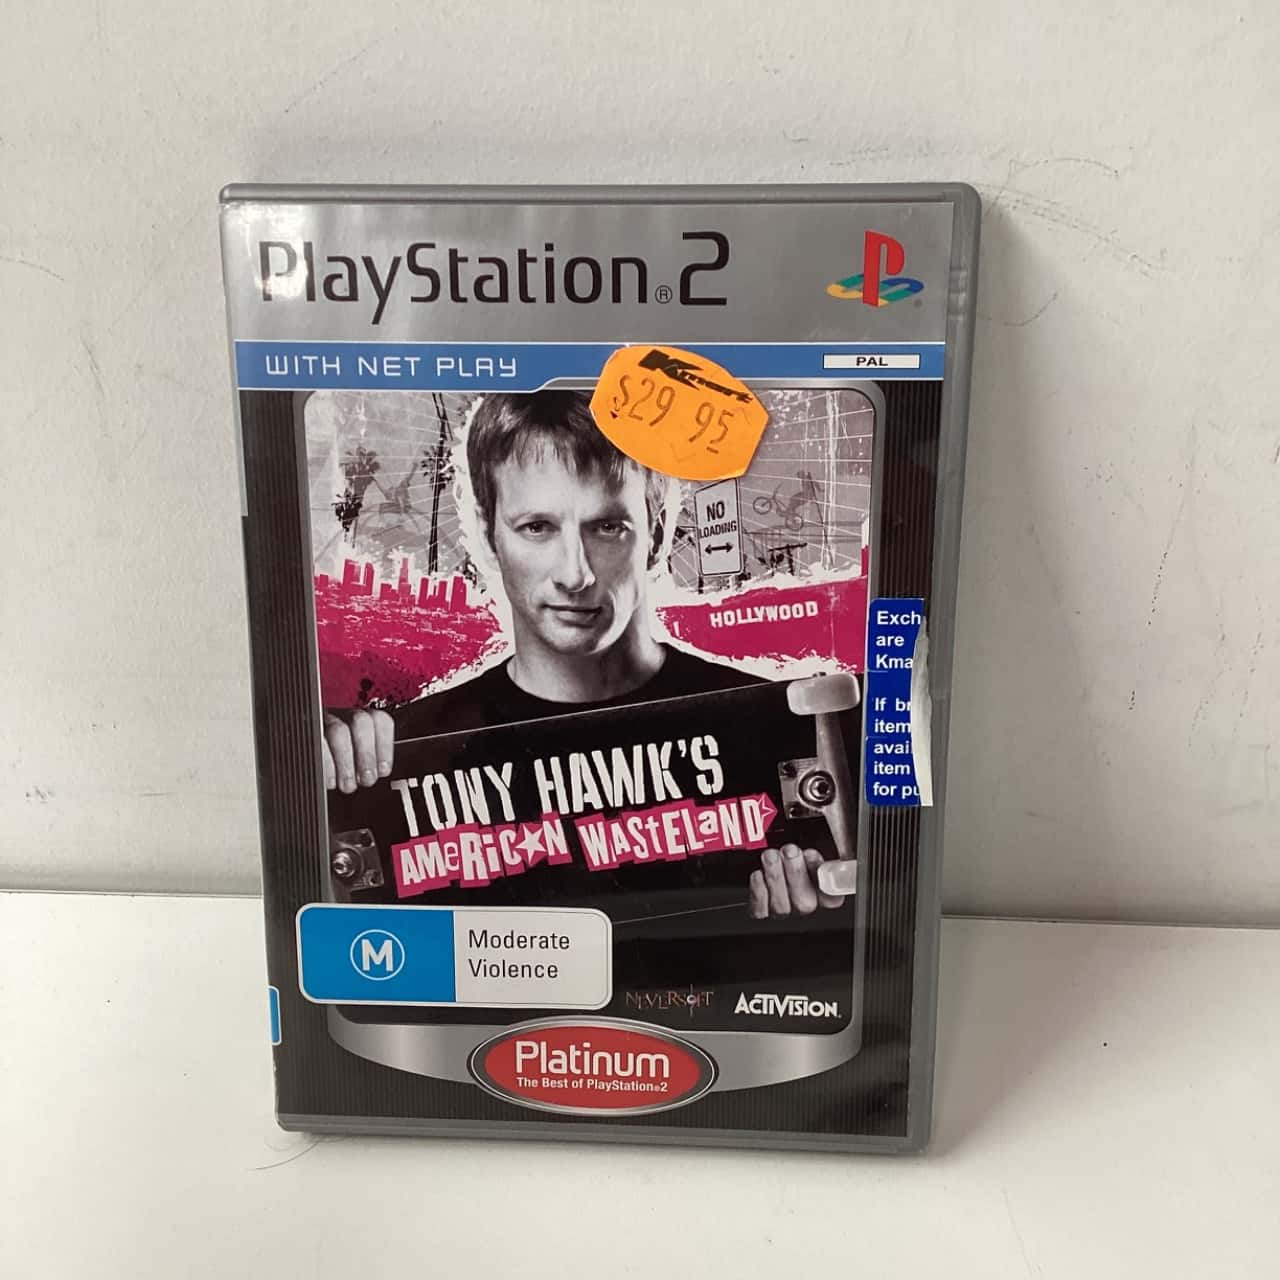 PlayStation®2
WITH NET PLAY
PAL
Kmart
$29 95
NO
LOADING
HOLLYWOOD
Exch
are
Kma
If br
item
avai
item
for pu
TONY HAWK'S
AMeRiCAN WAStELaND
M
Moderate
Violence
NEVERSOFT
ACTIVISION.
Platinum
The Best of PlayStation®2